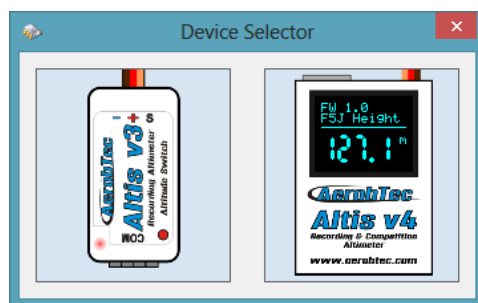 Device Selector
- + S
AerobTec
Altis v3
Recording Altimeter
Altitude Switch
COM
FW 1.0
F5J Height
127.1 m
AerobTec
Altis v4
Recording & Competition
Altimeter
www.aerobtec.com